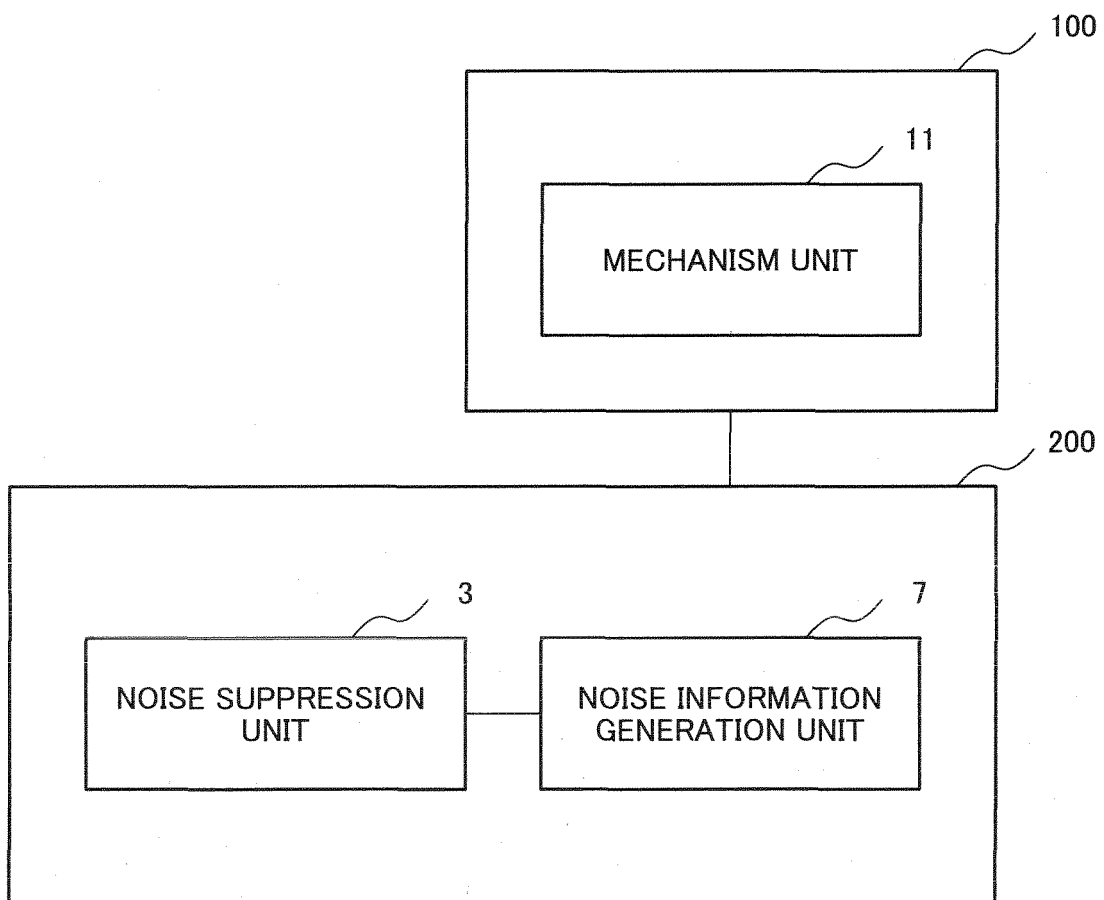 100
11
MECHANISM UNIT
200
3
7
NOISE SUPPRESSION
UNIT
NOISE INFORMATION
GENERATION UNIT